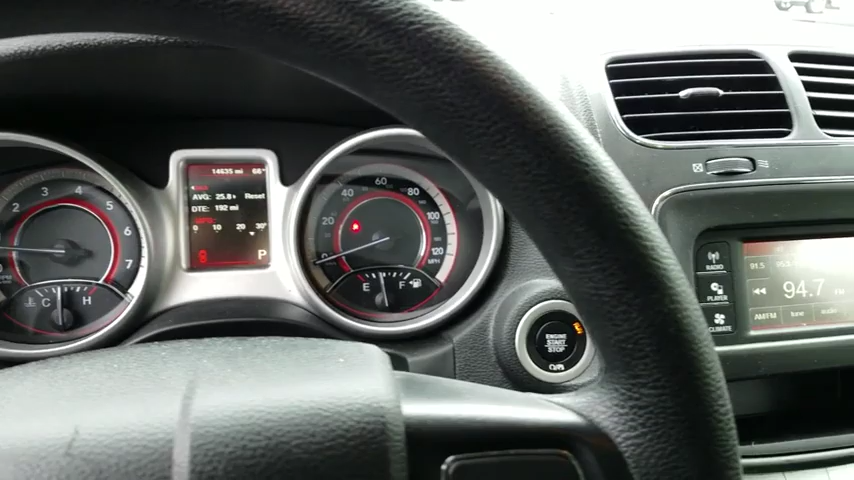 14635 mi 68°
AVG: 25.8 Reset
DTE: 192 mi
0 10 20 30
P
2 3 4 5 6 7
C H
0 20 40 60 80 100 120
MPH
E F
ENGINE
START
STOP
RADIO
PLAYER
CLIMATE
91.5
94.7
AM/FM tune audio